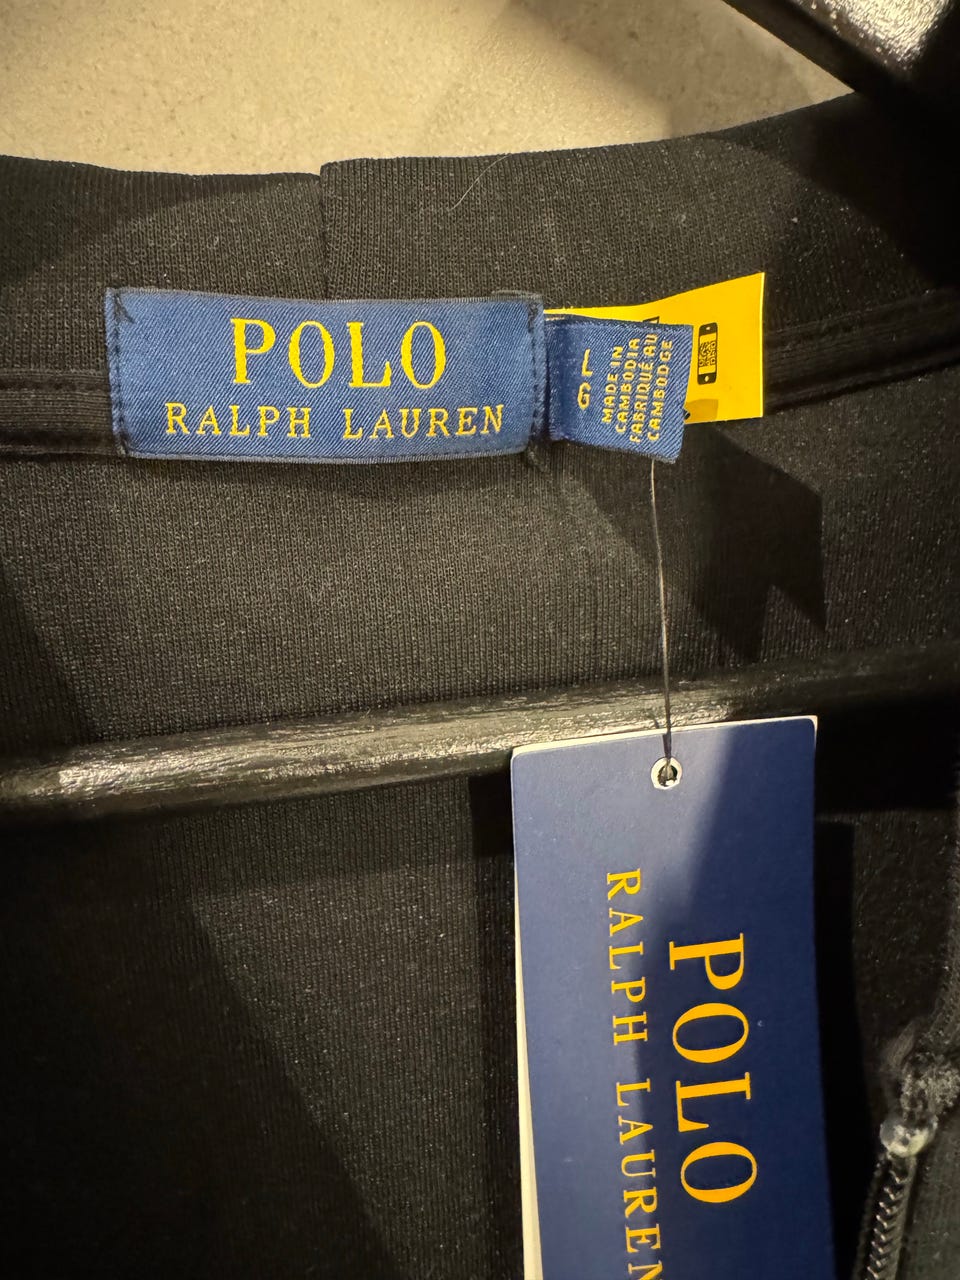 POLO
RALPH LAUREN
L
G
MADE IN
CAMBODIA
FABRIQUÉ AU
CAMBODGE
POLO
RALPH LAUREN